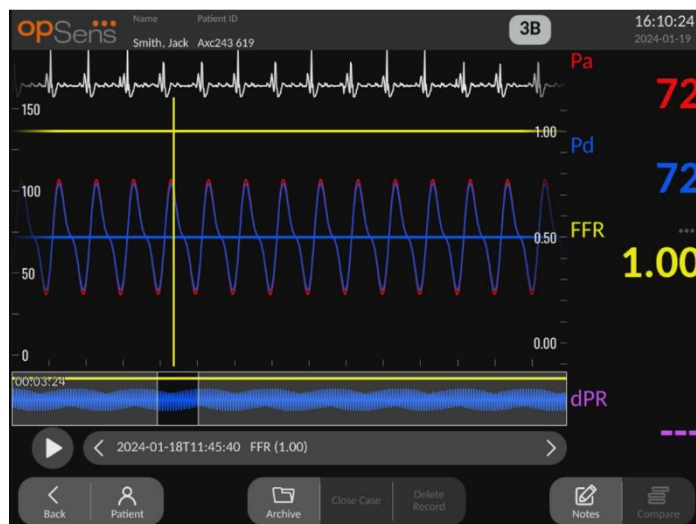 opSens
Name Patient ID
Smith, Jack Axc243 619
3B
16:10:24
2024-01-19
Pa
72
150
1.00
Pd
72
100
FFR
0.50
1.00
50
0.00
0
00:03:24
dPR
---
2024-01-18T11:45:40 FFR (1.00)
Back Patient Archive Close Case Delete Record Notes Compare